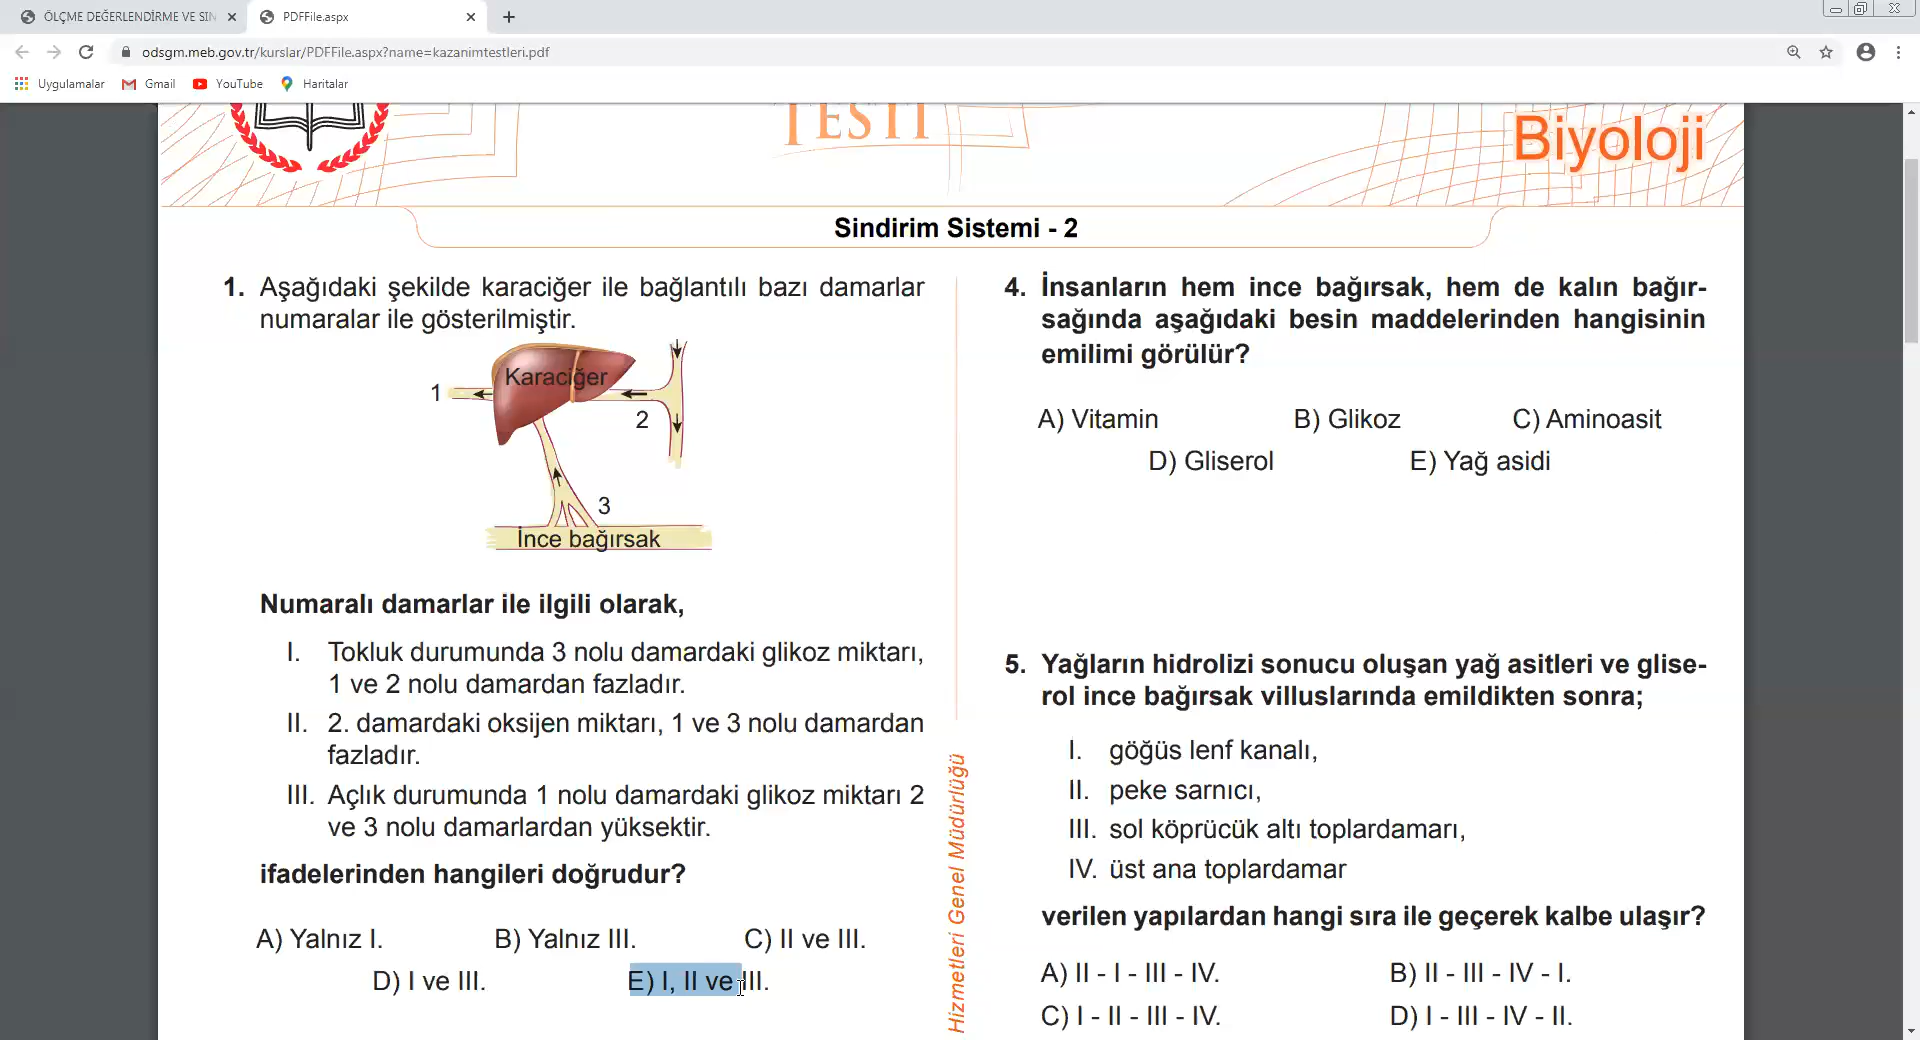 ÖLÇME DEĞERLENDİRME VE SIN
PDFFile.aspx
odsgm.meb.gov.tr/kurslar/PDFFile.aspx?name=kazanimtestleri.pdf
Uygulamalar
Gmail
YouTube
Haritalar
TESTİ
Biyoloji
Sindirim Sistemi - 2
1. Aşağıdaki şekilde karaciğer ile bağlantılı bazı damarlar
numaralar ile gösterilmiştir.
Karaciğer
1
2
3
İnce bağırsak
Numaralı damarlar ile ilgili olarak,
I. Tokluk durumunda 3 nolu damardaki glikoz miktarı,
1 ve 2 nolu damardan fazladır.
II. 2. damardaki oksijen miktarı, 1 ve 3 nolu damardan
fazladır.
III. Açlık durumunda 1 nolu damardaki glikoz miktarı 2
ve 3 nolu damarlardan yüksektir.
ifadelerinden hangileri doğrudur?
A) Yalnız I. B) Yalnız III. C) II ve III.
D) I ve III. E) I, II ve III.
Hizmetleri Genel Müdürlüğü
4. İnsanların hem ince bağırsak, hem de kalın bağır-
sağında aşağıdaki besin maddelerinden hangisinin
emilimi görülür?
A) Vitamin B) Glikoz C) Aminoasit
D) Gliserol E) Yağ asidi
5. Yağların hidrolizi sonucu oluşan yağ asitleri ve glise-
rol ince bağırsak villuslarında emildikten sonra;
I. göğüs lenf kanalı,
II. peke sarnıcı,
III. sol köprücük altı toplardamarı,
IV. üst ana toplardamar
verilen yapılardan hangi sıra ile geçerek kalbe ulaşır?
A) II - I - III - IV. B) II - III - IV - I.
C) I - II - III - IV. D) I - III - IV - II.